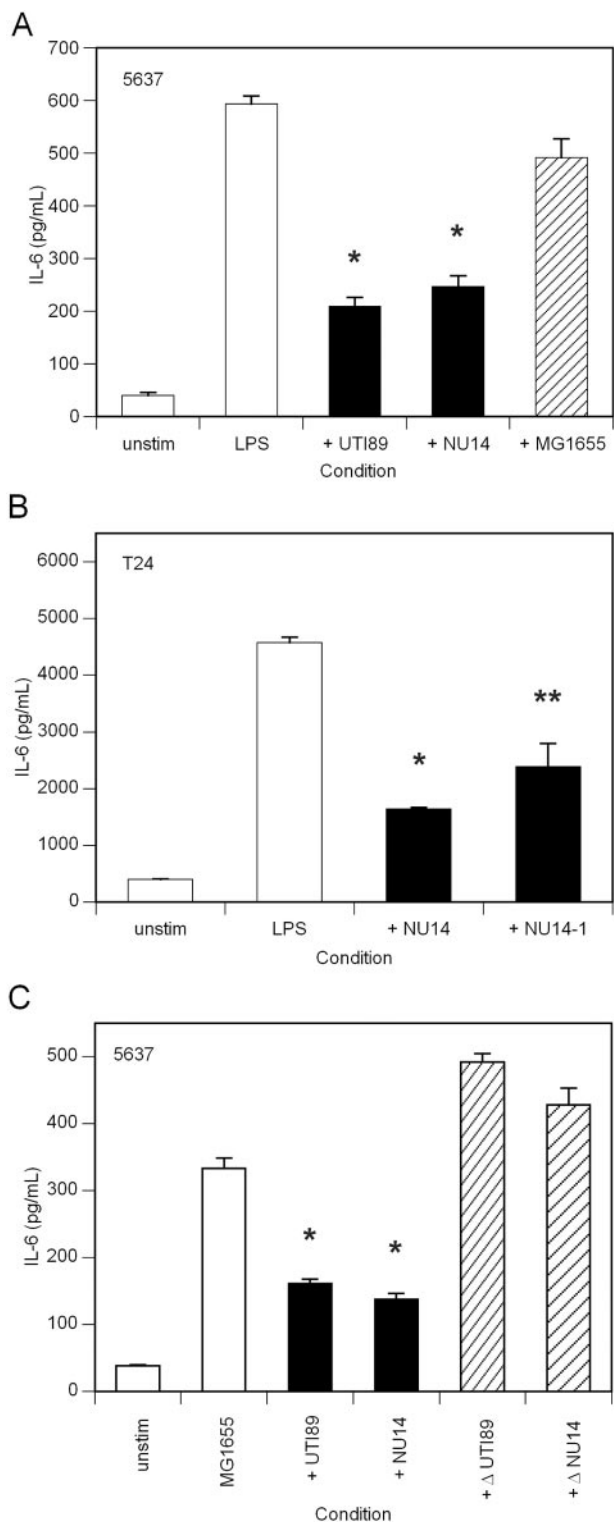 A
700
600
500
400
300
200
100
0
IL-6 (pg/mL)
5637
*
*
unstim LPS + UTI89 + NU14 + MG1655
Condition
B
6000
5000
4000
3000
2000
1000
0
IL-6 (pg/mL)
T24
*
**
unstim LPS + NU14 + NU14-1
Condition
C
500
400
300
200
100
0
IL-6 (pg/mL)
5637
*
*
unstim
MG1655
+ UTI89
+ NU14
+ Δ UTI89
+ Δ NU14
Condition